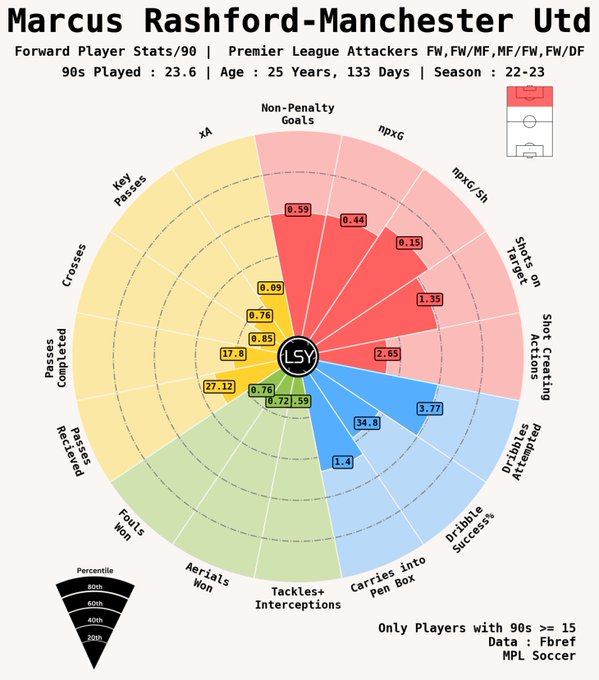 Marcus Rashford-Manchester Utd
Forward Player Stats/90 | Premier League Attackers FW,FW/MF,MF/FW,FW/DF
90s Played : 23.6 | Age : 25 Years, 133 Days | Season : 22-23
Non-Penalty
Goals
npxG
npxG/Sh
Shots on
Target
Shot Creating
Actions
Dribbles
Attempted
Dribble
Success%
Carries into
Pen Box
Tackles+
Interceptions
Aerials
Won
Fouls
Won
Passes
Recieved
Passes
Completed
Crosses
Key
Passes
xA
0.59
0.44
0.15
1.35
2.65
3.77
34.8
1.4
.59
0.72
0.76
27.12
17.8
0.85
0.76
0.09
LSY
Percentile
80th
60th
40th
20th
Only Players with 90s >= 15
Data : Fbref
MPL Soccer